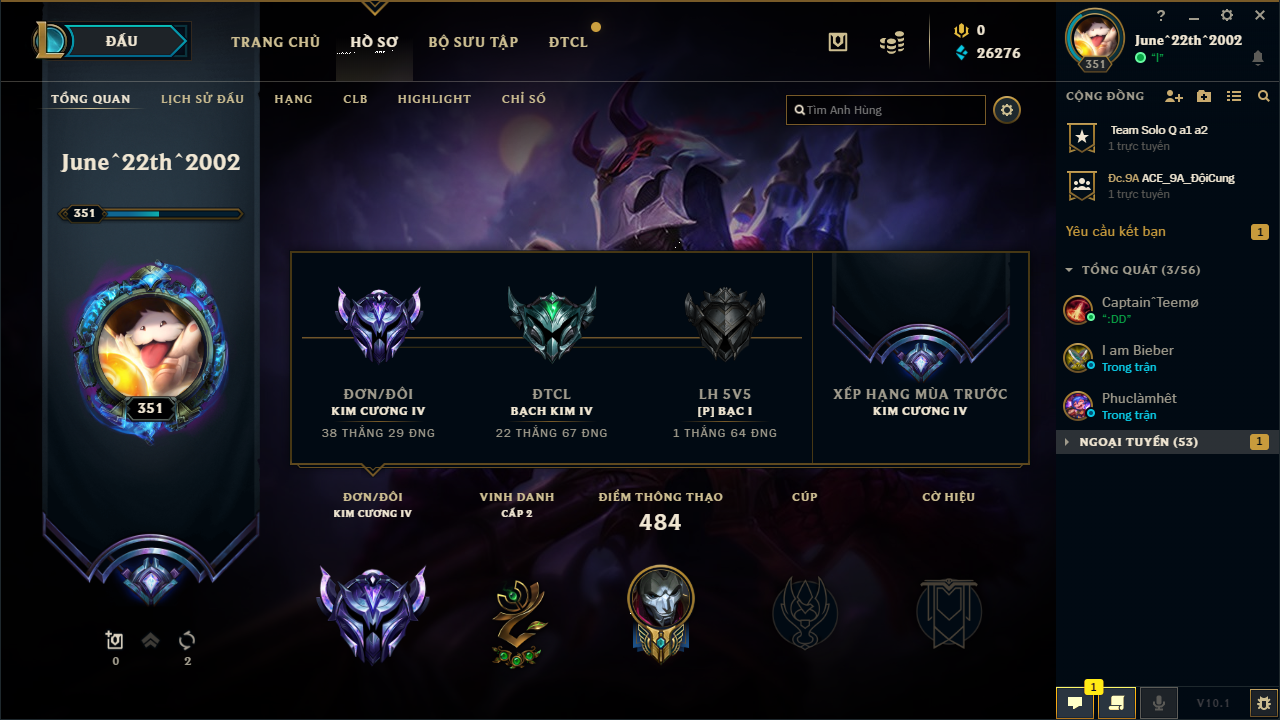 ĐẤU
TRANG CHỦ
HỒ SƠ
BỘ SƯU TẬP
ĐTCL
0
26276
?
June^22th^2002
"I"
351
TỔNG QUAN
LỊCH SỬ ĐẤU
HẠNG
CLB
HIGHLIGHT
CHỈ SỐ
Tìm Anh Hùng
June^22th^2002
351
351
0
2
ĐƠN/ĐÔI
KIM CƯƠNG IV
38 THẮNG 29 ĐNG
ĐTCL
BẠCH KIM IV
22 THẮNG 67 ĐNG
LH 5V5
[P] BẠC I
1 THẮNG 64 ĐNG
XẾP HẠNG MÙA TRƯỚC
KIM CƯƠNG IV
ĐƠN/ĐÔI
KIM CƯƠNG IV
VINH DANH
CẤP 2
ĐIỂM THÔNG THẠO
484
CÚP
CỜ HIỆU
CỘNG ĐỒNG
Team Solo Q a1 a2
1 trực tuyến
Đc.9A ACE_9A_ĐộiCung
1 trực tuyến
Yêu cầu kết bạn
1
TỔNG QUÁT (3/56)
Captain^Teemø
":DD"
I am Bieber
Trong trận
Phuclàmhêt
Trong trận
NGOẠI TUYẾN (53)
1
1
V10.1